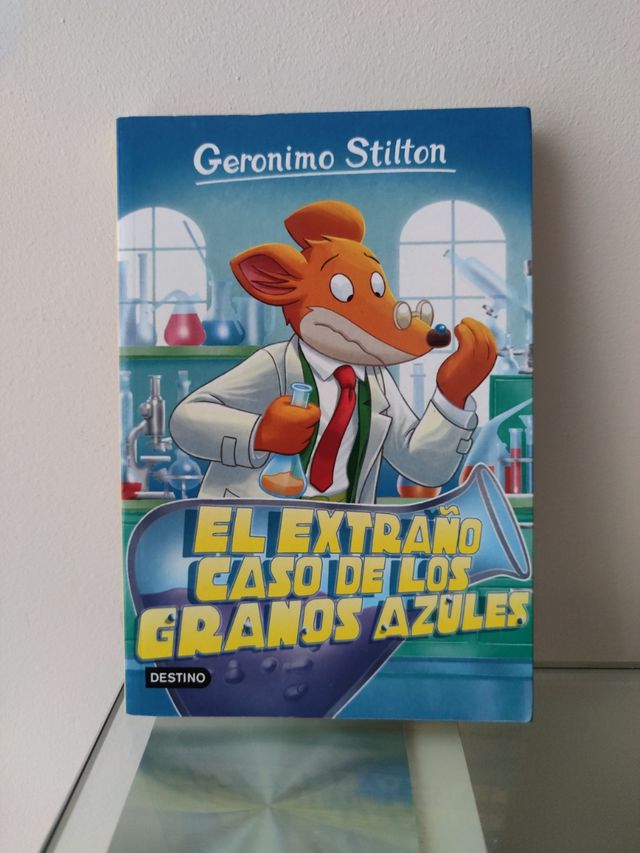 Geronimo Stilton
EL EXTRAÑO
CASO DE LOS
GRANOS AZULES
DESTINO